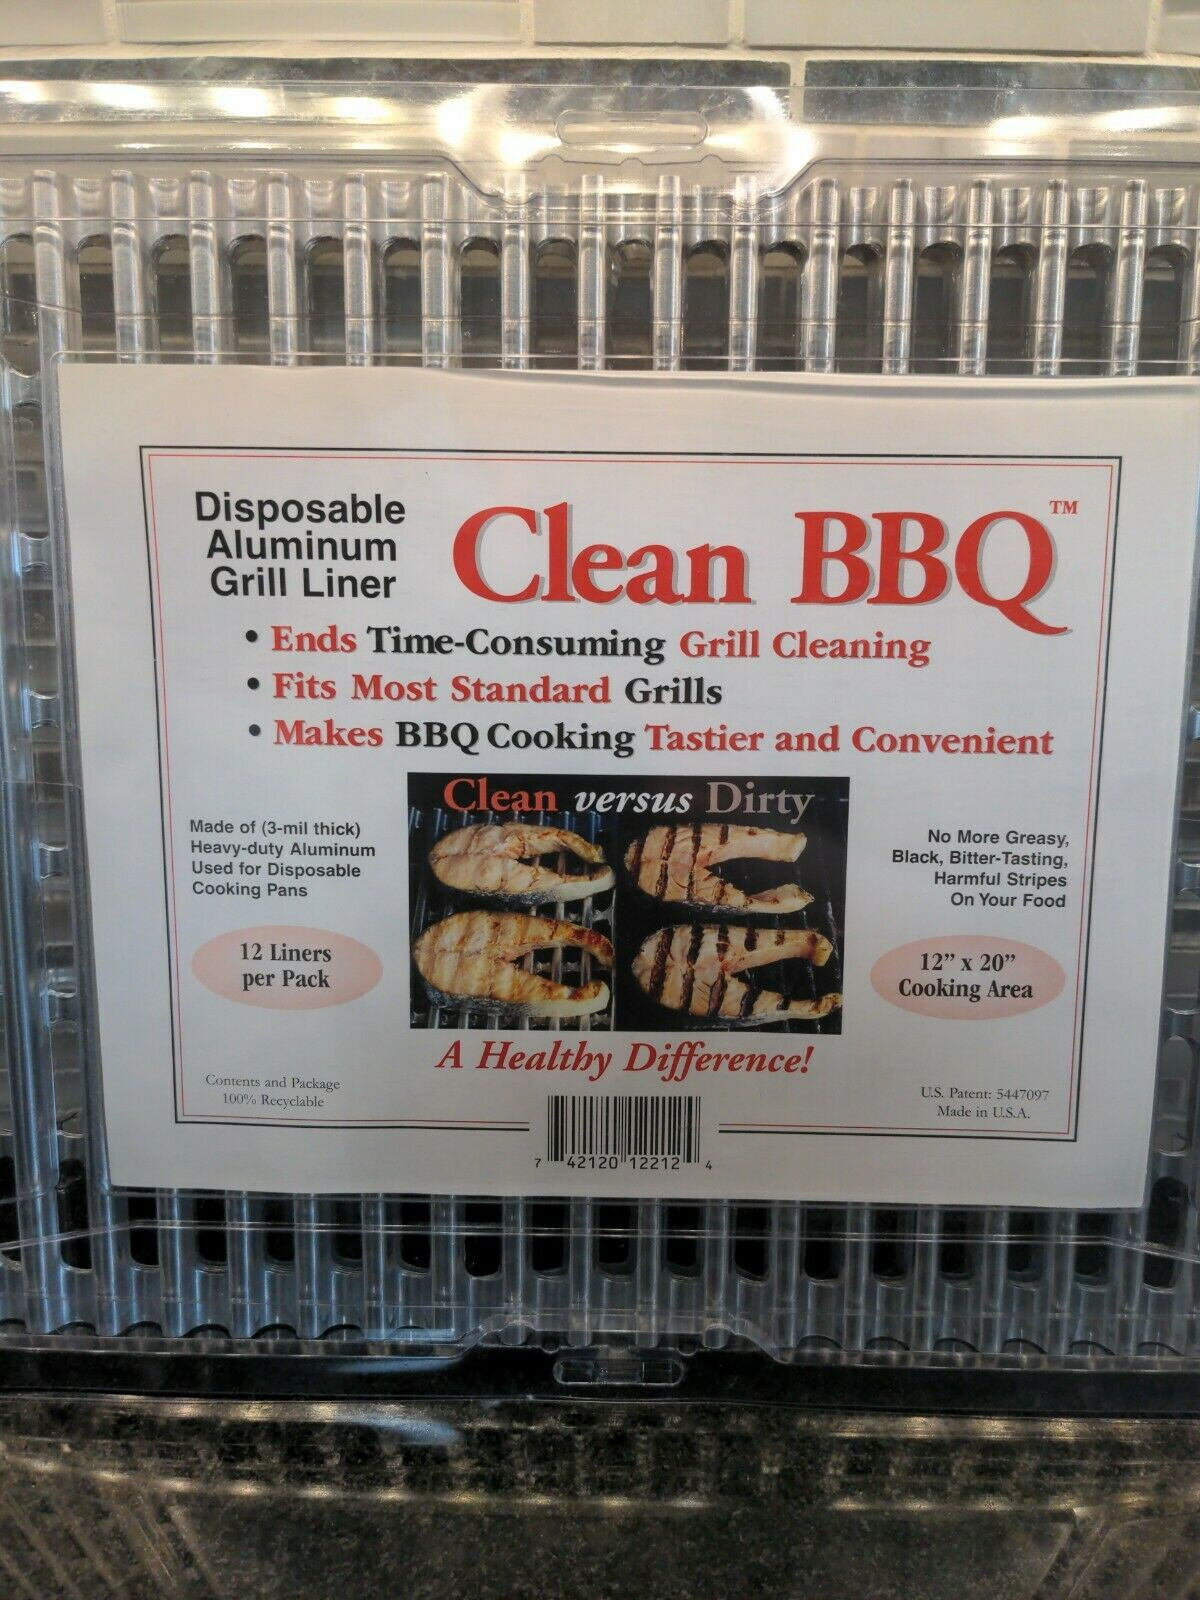 Disposable
Aluminum
Grill Liner
Clean BBQ™
• Ends Time-Consuming Grill Cleaning
• Fits Most Standard Grills
• Makes BBQ Cooking Tastier and Convenient
Clean versus Dirty
Made of (3-mil thick)
Heavy-duty Aluminum
Used for Disposable
Cooking Pans
No More Greasy,
Black, Bitter-Tasting,
Harmful Stripes
On Your Food
12 Liners
per Pack
12” x 20”
Cooking Area
A Healthy Difference!
Contents and Package
100% Recyclable
U.S. Patent: 5447097
Made in U.S.A.
7 42120 12212 4